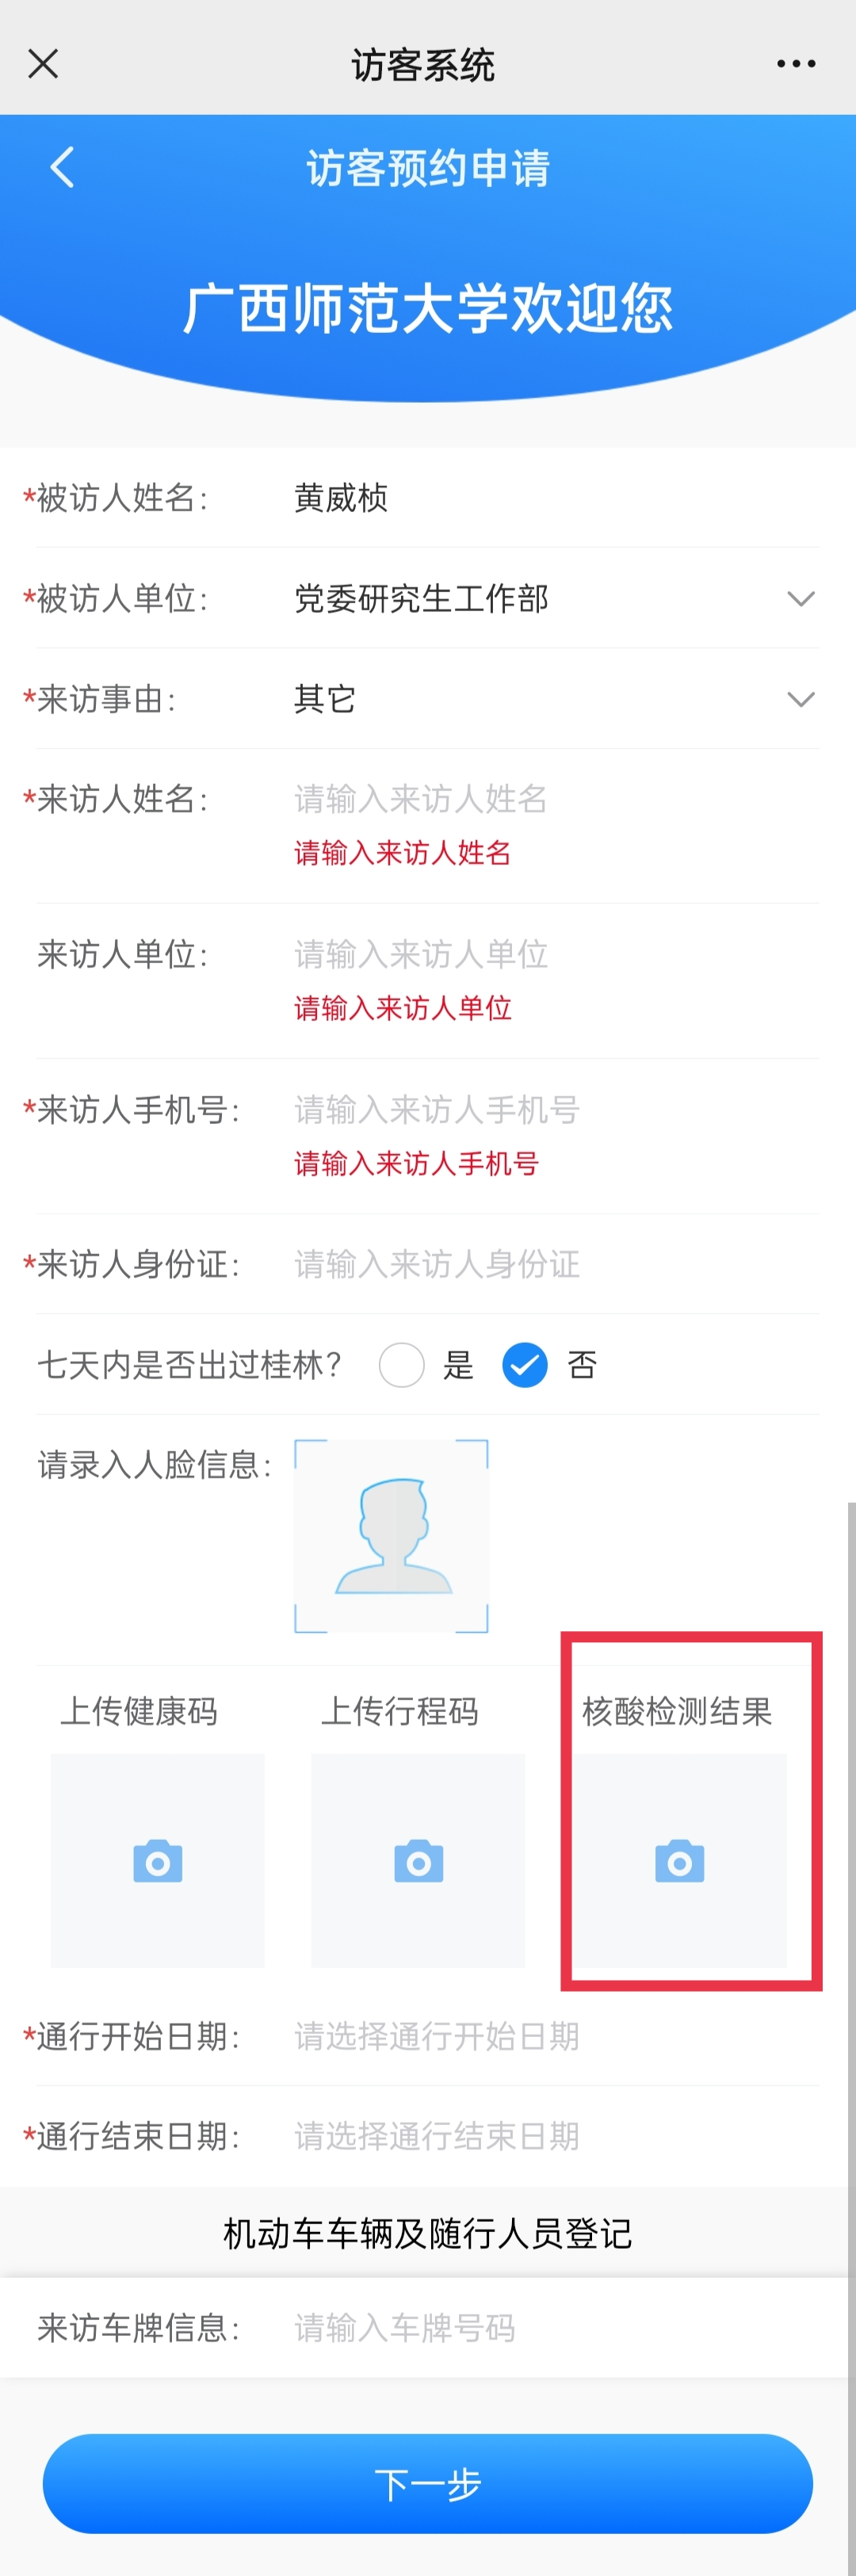 访客系统
访客预约申请
广西师范大学欢迎您
*被访人姓名: 黄威桢
*被访人单位: 党委研究生工作部
*来访事由: 其它
*来访人姓名: 请输入来访人姓名
请输入来访人姓名
来访人单位: 请输入来访人单位
请输入来访人单位
*来访人手机号: 请输入来访人手机号
请输入来访人手机号
*来访人身份证: 请输入来访人身份证
七天内是否出过桂林? 是 否
请录入人脸信息:
上传健康码 上传行程码 核酸检测结果
*通行开始日期: 请选择通行开始日期
*通行结束日期: 请选择通行结束日期
机动车车辆及随行人员登记
来访车牌信息: 请输入车牌号码
下一步